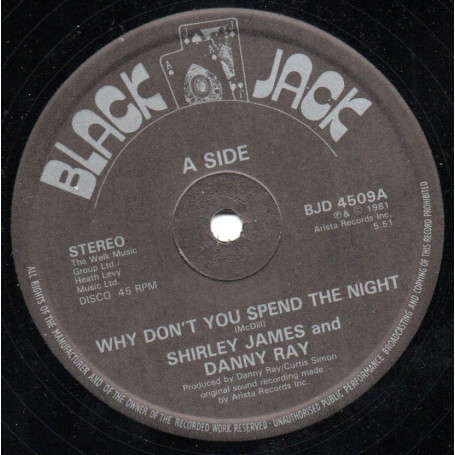 BLACK JACK
A SIDE
STEREO
The Welk Music
Group Ltd./
Heath Levy
Music Ltd.
DISCO 45 RPM
BJD 4509A
℗ & © 1981
Arista Records Inc.
5.51
WHY DON'T YOU SPEND THE NIGHT
(McDill)
SHIRLEY JAMES and
DANNY RAY
Produced by Danny Ray/Curtis Simon
original sound recording made
by Arista Records Inc.
ALL RIGHTS OF THE MANUFACTURER AND OF THE OWNER OF THE RECORDED WORK RESERVED - UNAUTHORISED PUBLIC PERFORMANCE BROADCASTING AND COPYING OF THIS RECORD PROHIBITED